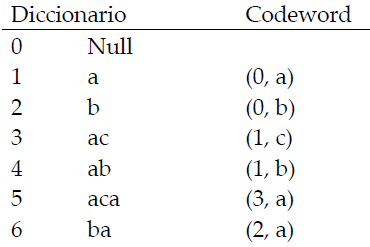 Diccionario Codeword
0 Null
1 a (0, a)
2 b (0, b)
3 ac (1, c)
4 ab (1, b)
5 aca (3, a)
6 ba (2, a)